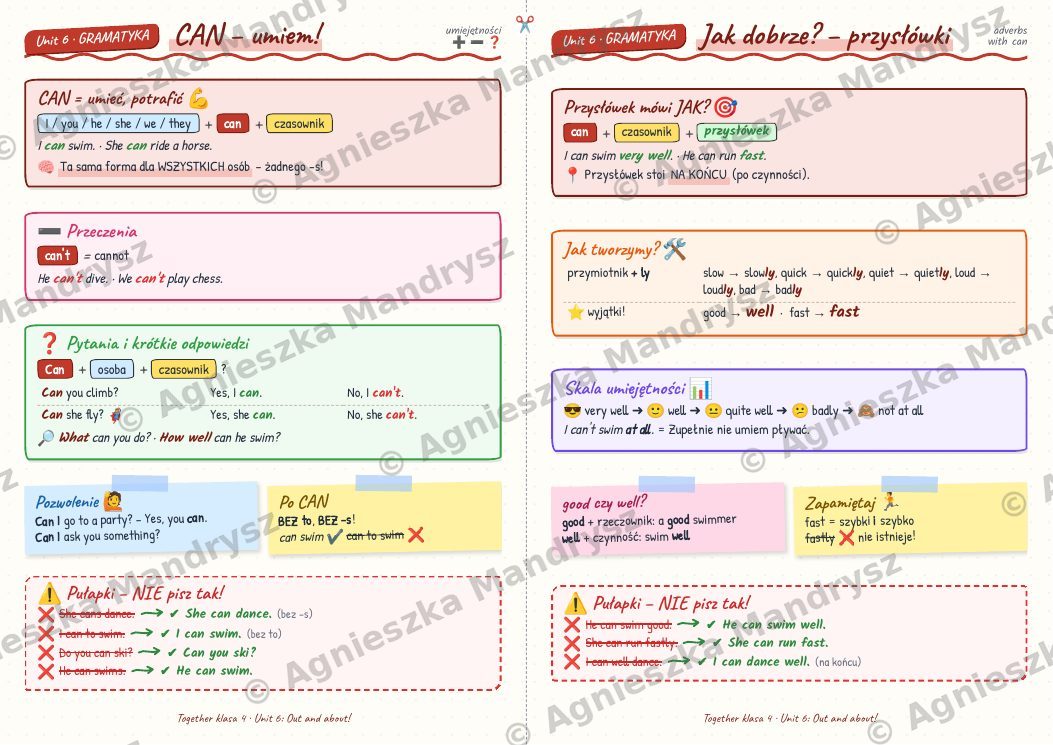 Unit 6 · GRAMATYKA
CAN – umiem!
umiejętności
CAN = umieć, potrafić
I / you / he / she / we / they + can + czasownik
I can swim. · She can ride a horse.
Ta sama forma dla WSZYSTKICH osób – żadnego -s!
Przeczenia
can't = cannot
He can't dive. · We can't play chess.
Pytania i krótkie odpowiedzi
Can + osoba + czasownik ?
Can you climb? Yes, I can. No, I can't.
Can she fly? Yes, she can. No, she can't.
What can you do? · How well can he swim?
Pozwolenie
Can I go to a party? – Yes, you can.
Can I ask you something?
Po CAN
BEZ to, BEZ -s!
can swim ✔ can to swim ❌
Pułapki – NIE pisz tak!
❌ She cans dance. → ✔ She can dance. (bez -s)
❌ I can to swim. → ✔ I can swim. (bez to)
❌ Do you can ski? → ✔ Can you ski?
❌ He can swims. → ✔ He can swim.
Together klasa 4 · Unit 6: Out and about!
Unit 6 · GRAMATYKA
Jak dobrze? – przysłówki
adverbs
with can
Przysłówek mówi JAK?
can + czasownik + przysłówek
I can swim very well. · He can run fast.
Przysłówek stoi NA KOŃCU (po czynności).
Jak tworzymy?
przymiotnik + ly slow → slowly, quick → quickly, quiet → quietly, loud →
loudly, bad → badly
wyjątki! good → well · fast → fast
Skala umiejętności
very well → well → quite well → badly → not at all
I can't swim at all. = Zupełnie nie umiem pływać.
good czy well?
good + rzeczownik: a good swimmer
well + czynność: swim well
Zapamiętaj
fast = szybki i szybko
fastly ❌ nie istnieje!
Pułapki – NIE pisz tak!
❌ He can swim good. → ✔ He can swim well.
❌ She can run fastly. → ✔ She can run fast.
❌ I can well dance. → ✔ I can dance well. (na końcu)
Together klasa 4 · Unit 6: Out and about!
© Agnieszka Mandrysz